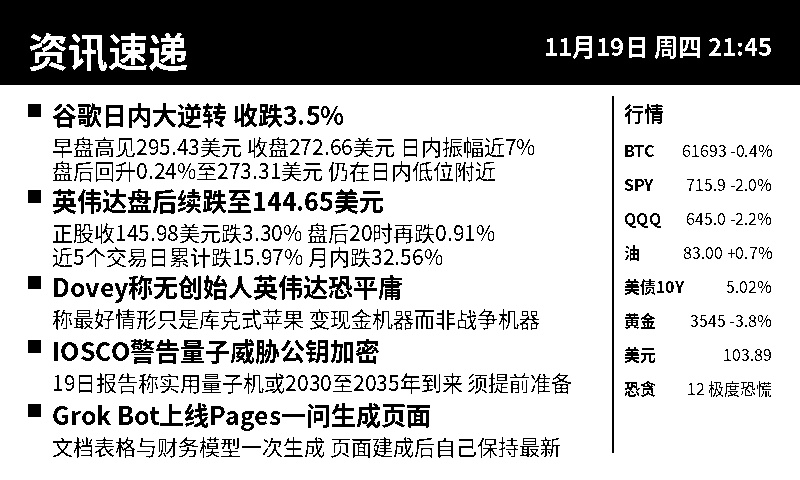 资讯速递
11月19日 周四 21:45
谷歌日内大逆转 收跌3.5%
早盘高见295.43美元 收盘272.66美元 日内振幅近7%
盘后回升0.24%至273.31美元 仍在日内低位附近
英伟达盘后续跌至144.65美元
正股收145.98美元跌3.30% 盘后20时再跌0.91%
近5个交易日累计跌15.97% 月内跌32.56%
Dovey称无创始人英伟达恐平庸
称最好情形只是库克式苹果 变现金机器而非战争机器
IOSCO警告量子威胁公钥加密
19日报告称实用量子机或2030至2035年到来 须提前准备
Grok Bot上线Pages一问生成页面
文档表格与财务模型一次生成 页面建成后自己保持最新
行情
BTC 61693 -0.4%
SPY 715.9 -2.0%
QQQ 645.0 -2.2%
油 83.00 +0.7%
美债10Y 5.02%
黄金 3545 -3.8%
美元 103.89
恐贪 12 极度恐慌